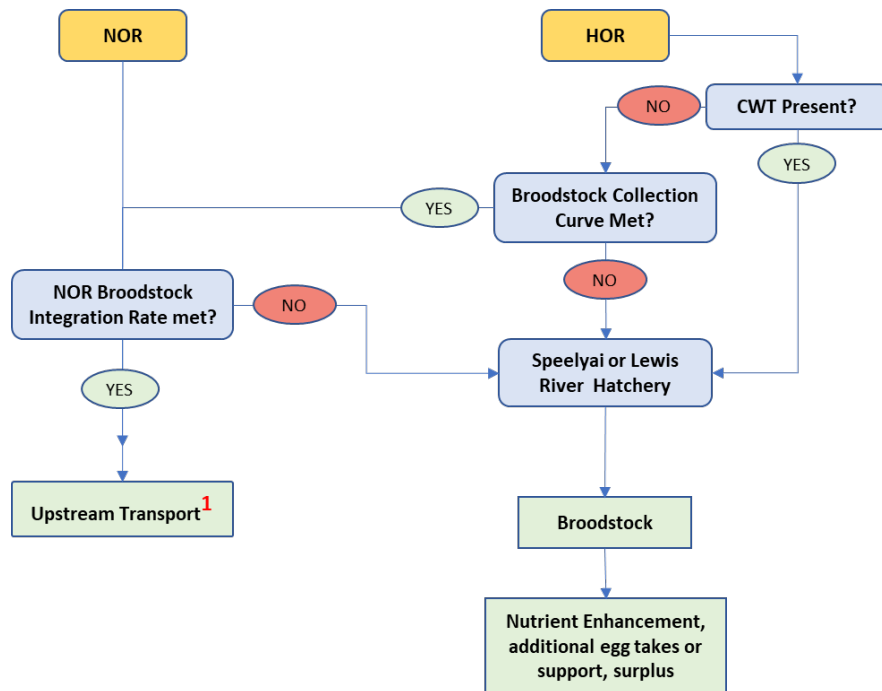 NOR
HOR
CWT Present?
NO
YES
Broodstock Collection
Curve Met?
YES
NO
NOR Broodstock
Integration Rate met?
NO
YES
Speelyai or Lewis
River Hatchery
Upstream Transport1
Broodstock
Nutrient Enhancement,
additional egg takes or
support, surplus